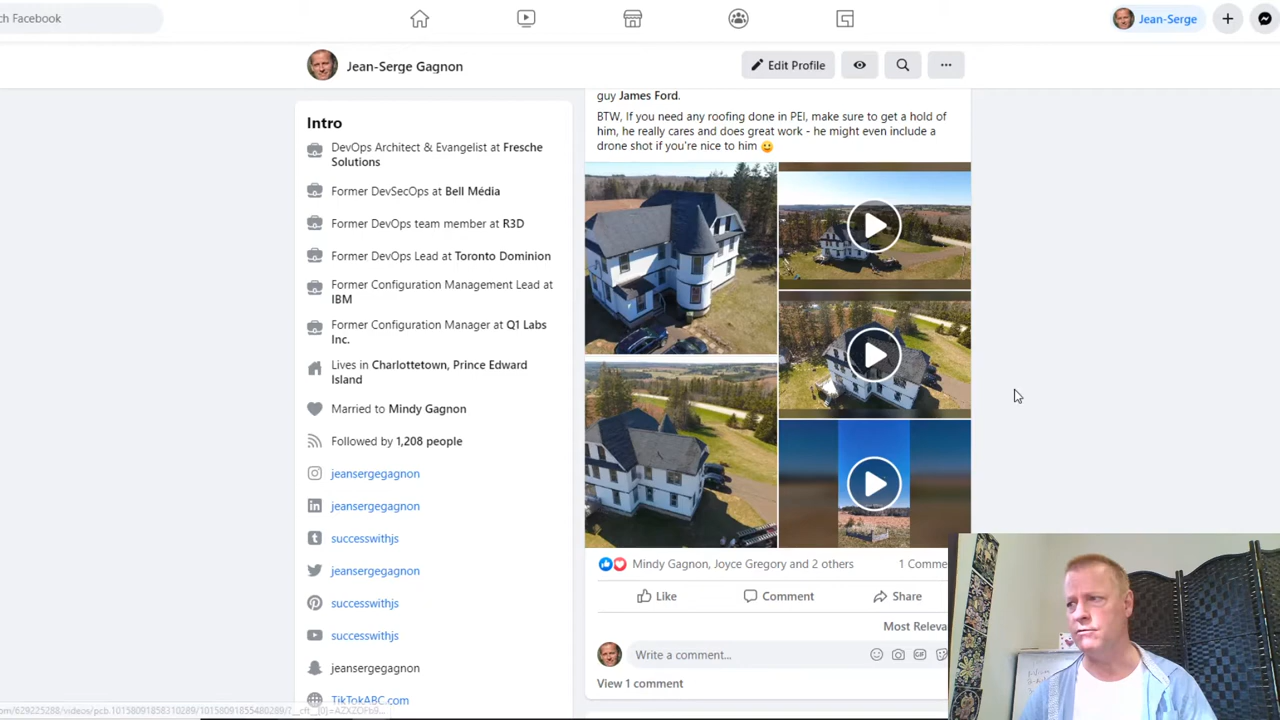 ch Facebook
Jean-Serge
Jean-Serge Gagnon
Edit Profile
Intro
DevOps Architect & Evangelist at Fresche
Solutions
Former DevSecOps at Bell Média
Former DevOps team member at R3D
Former DevOps Lead at Toronto Dominion
Former Configuration Management Lead at
IBM
Former Configuration Manager at Q1 Labs
Inc.
Lives in Charlottetown, Prince Edward
Island
Married to Mindy Gagnon
Followed by 1,208 people
jeansergegagnon
jeansergegagnon
successwithjs
jeansergegagnon
successwithjs
successwithjs
jeansergegagnon
TikTokABC.com
guy James Ford.
BTW, If you need any roofing done in PEI, make sure to get a hold of
him, he really cares and does great work - he might even include a
drone shot if you're nice to him
Mindy Gagnon, Joyce Gregory and 2 others
1 Comme
Like
Comment
Share
Most Releva
Write a comment...
GIF
View 1 comment